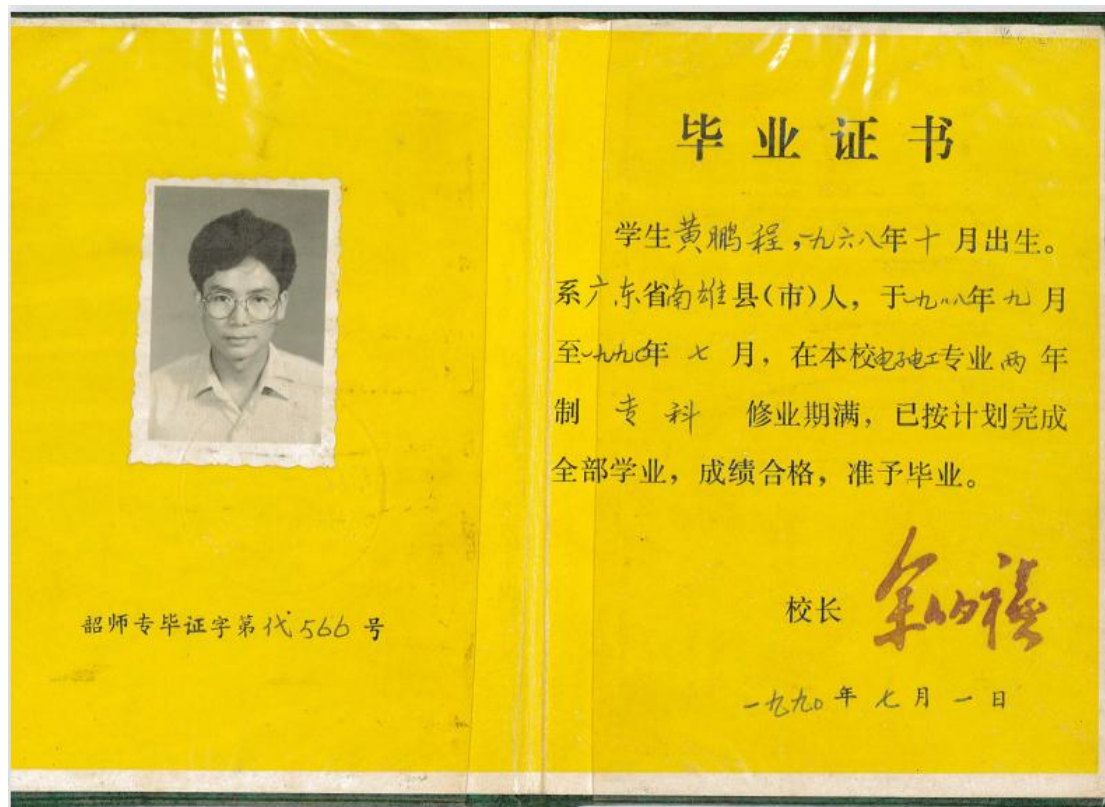 韶师专毕证字第代566号
毕业证书
学生黄鹏程，一九六八年十月出生。
系广东省南雄县(市)人，于一九八八年九月
至一九九0年七月，在本校电子电工专业两年
制专科修业期满，已按计划完成
全部学业，成绩合格，准予毕业。
校长
一九九0年七月一日